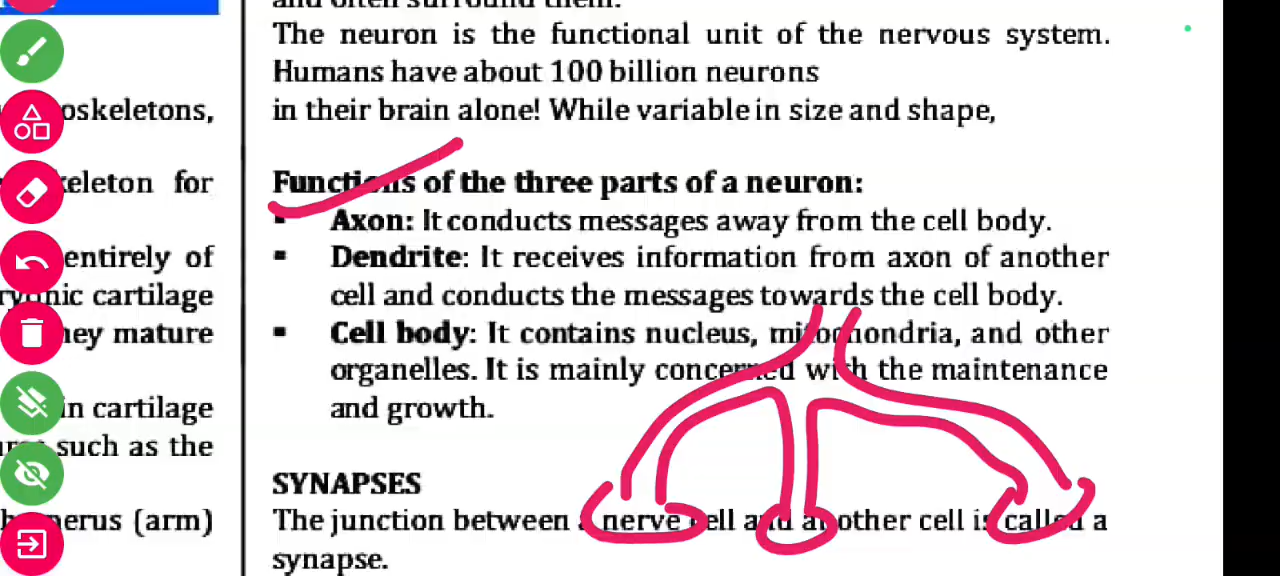 and often surround them.
The neuron is the functional unit of the nervous system.
Humans have about 100 billion neurons
in their brain alone! While variable in size and shape,
Functions of the three parts of a neuron:
▪ Axon: It conducts messages away from the cell body.
▪ Dendrite: It receives information from axon of another
cell and conducts the messages towards the cell body.
▪ Cell body: It contains nucleus, mitochondria, and other
organelles. It is mainly concerned with the maintenance
and growth.
SYNAPSES
The junction between a nerve cell and another cell is called a
synapse.
oskeletons,
keleton for
entirely of
cartilage
they mature
in cartilage
such as the
(arm)